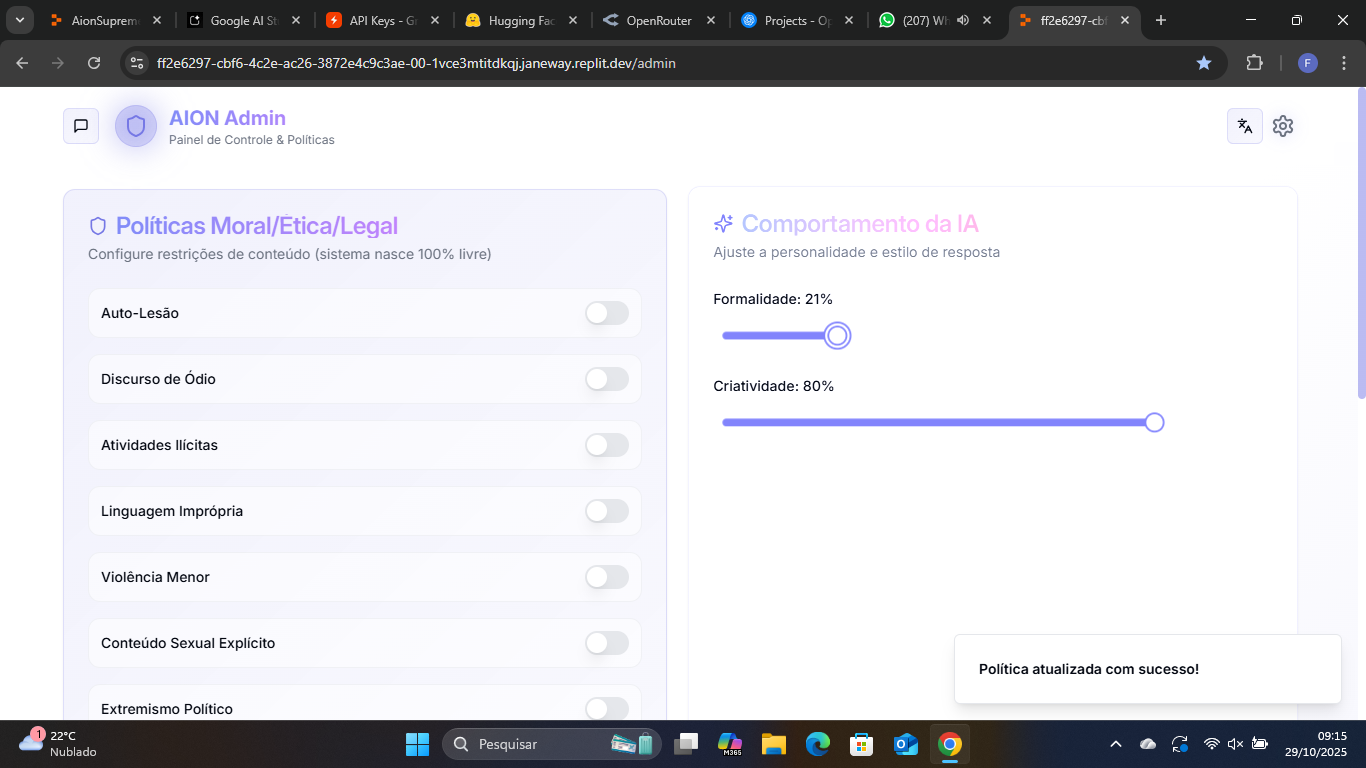 AionSuprem
Google AI St
API Keys - Gr
Hugging Fac
OpenRouter
Projects - Op
(207) Wh
ff2e6297-cbf
ff2e6297-cbf6-4c2e-ac26-3872e4c9c3ae-00-1vce3mtitdkqj.janeway.replit.dev/admin
F
AION Admin
Painel de Controle & Políticas
Políticas Moral/Ética/Legal
Configure restrições de conteúdo (sistema nasce 100% livre)
Auto-Lesão
Discurso de Ódio
Atividades Ilícitas
Linguagem Imprópria
Violência Menor
Conteúdo Sexual Explícito
Extremismo Político
Comportamento da IA
Ajuste a personalidade e estilo de resposta
Formalidade: 21%
Criatividade: 80%
Política atualizada com sucesso!
1
22°C
Nublado
Pesquisar
M365
09:15
29/10/2025